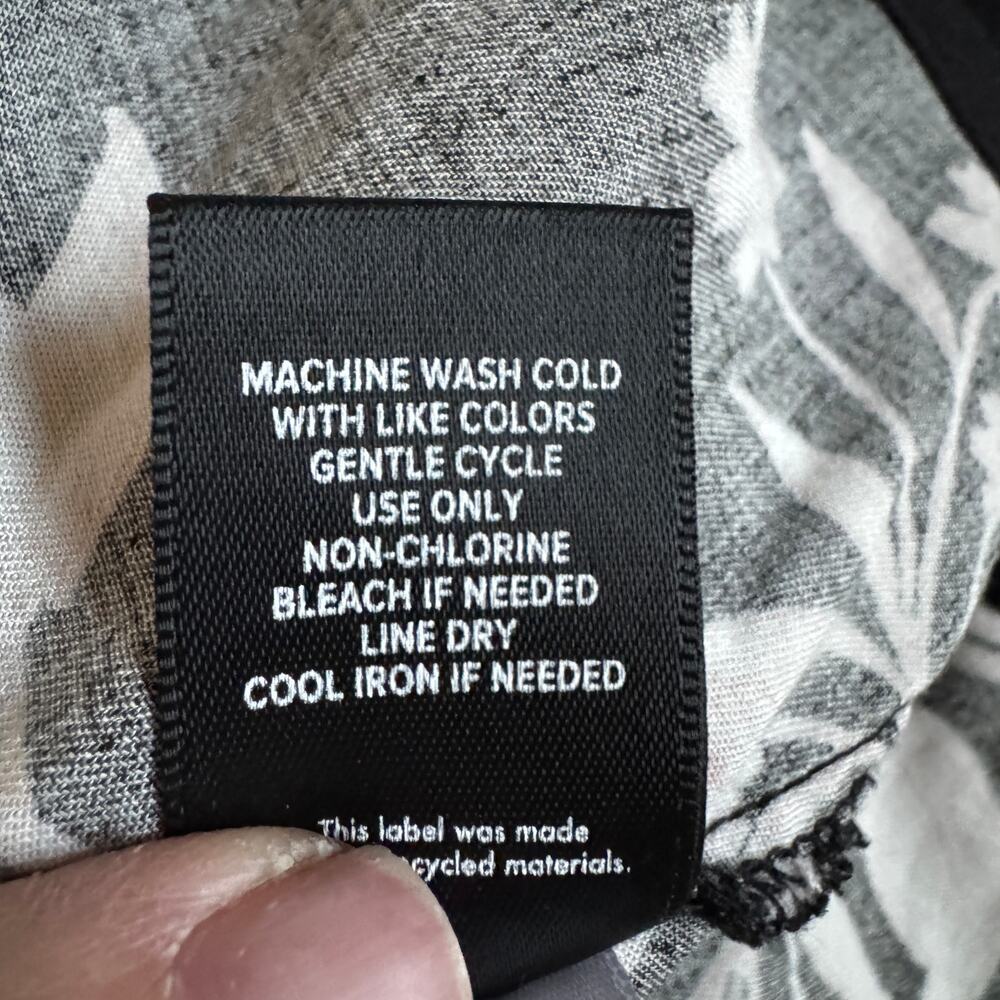 MACHINE WASH COLD
WITH LIKE COLORS
GENTLE CYCLE
USE ONLY
NON-CHLORINE
BLEACH IF NEEDED
LINE DRY
COOL IRON IF NEEDED
This label was made
materials.